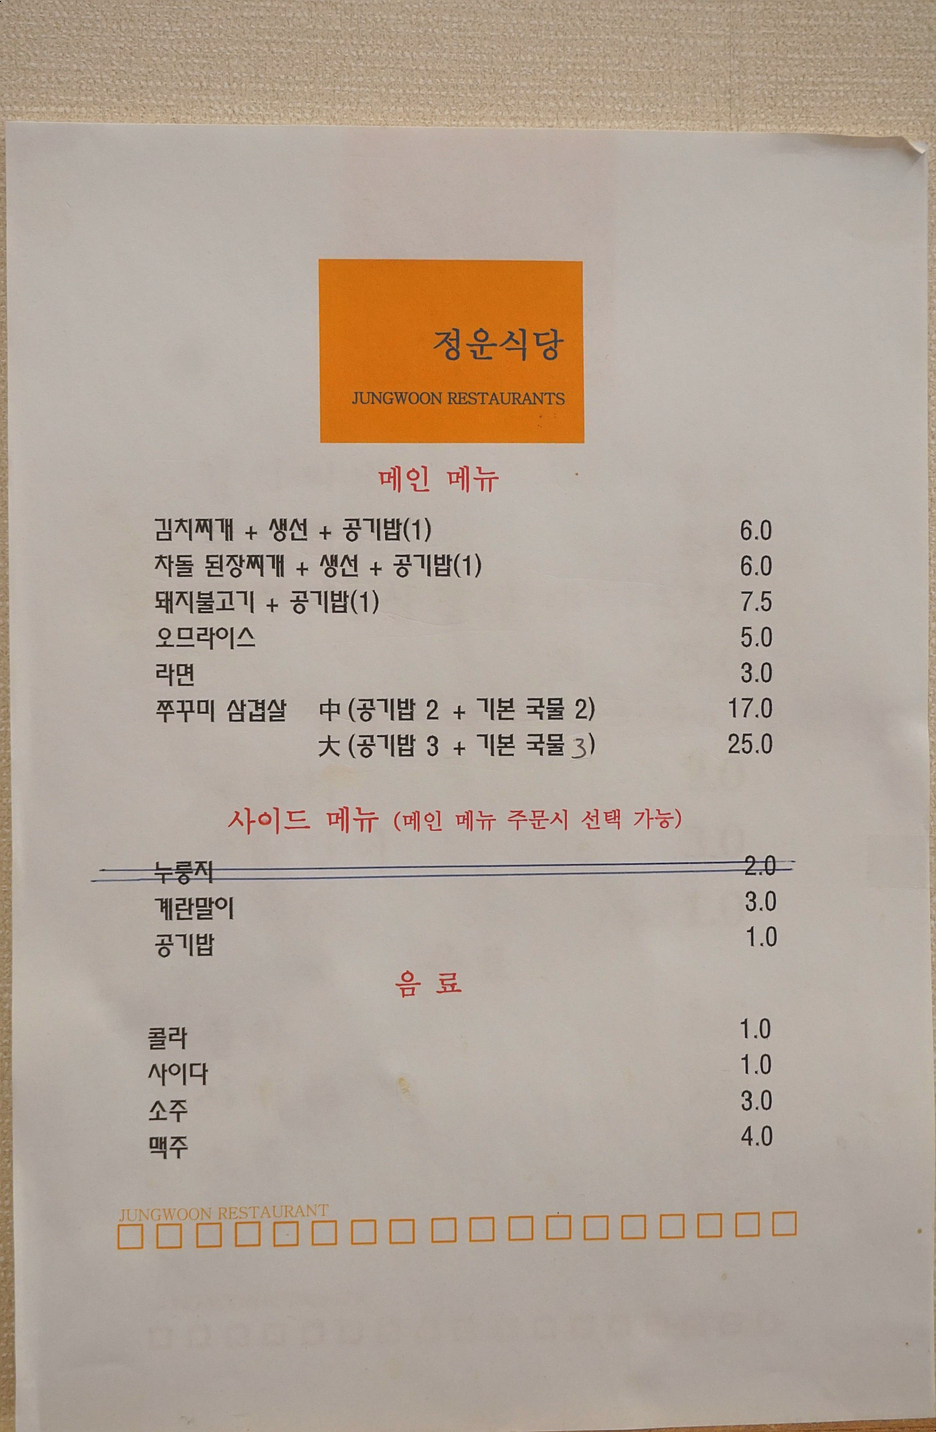 정운식당
JUNGWOON RESTAURANTS
메인 메뉴
김치찌개 + 생선 + 공기밥(1) 6.0
차돌 된장찌개 + 생선 + 공기밥(1) 6.0
돼지불고기 + 공기밥(1) 7.5
오므라이스 5.0
라면 3.0
쭈꾸미 삼겹살 中 (공기밥 2 + 기본 국물 2) 17.0
大 (공기밥 3 + 기본 국물 3) 25.0
사이드 메뉴 (메인 메뉴 주문시 선택 가능)
누룽지 2.0
계란말이 3.0
공기밥 1.0
음 료
콜라 1.0
사이다 1.0
소주 3.0
맥주 4.0
JUNGWOON RESTAURANT